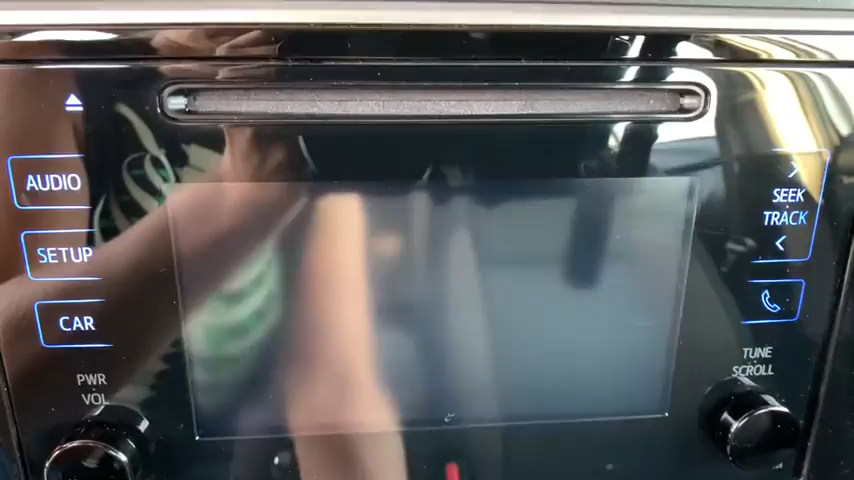 AUDIO
SETUP
CAR
PWR
VOL
SEEK
TRACK
TUNE
SCROLL